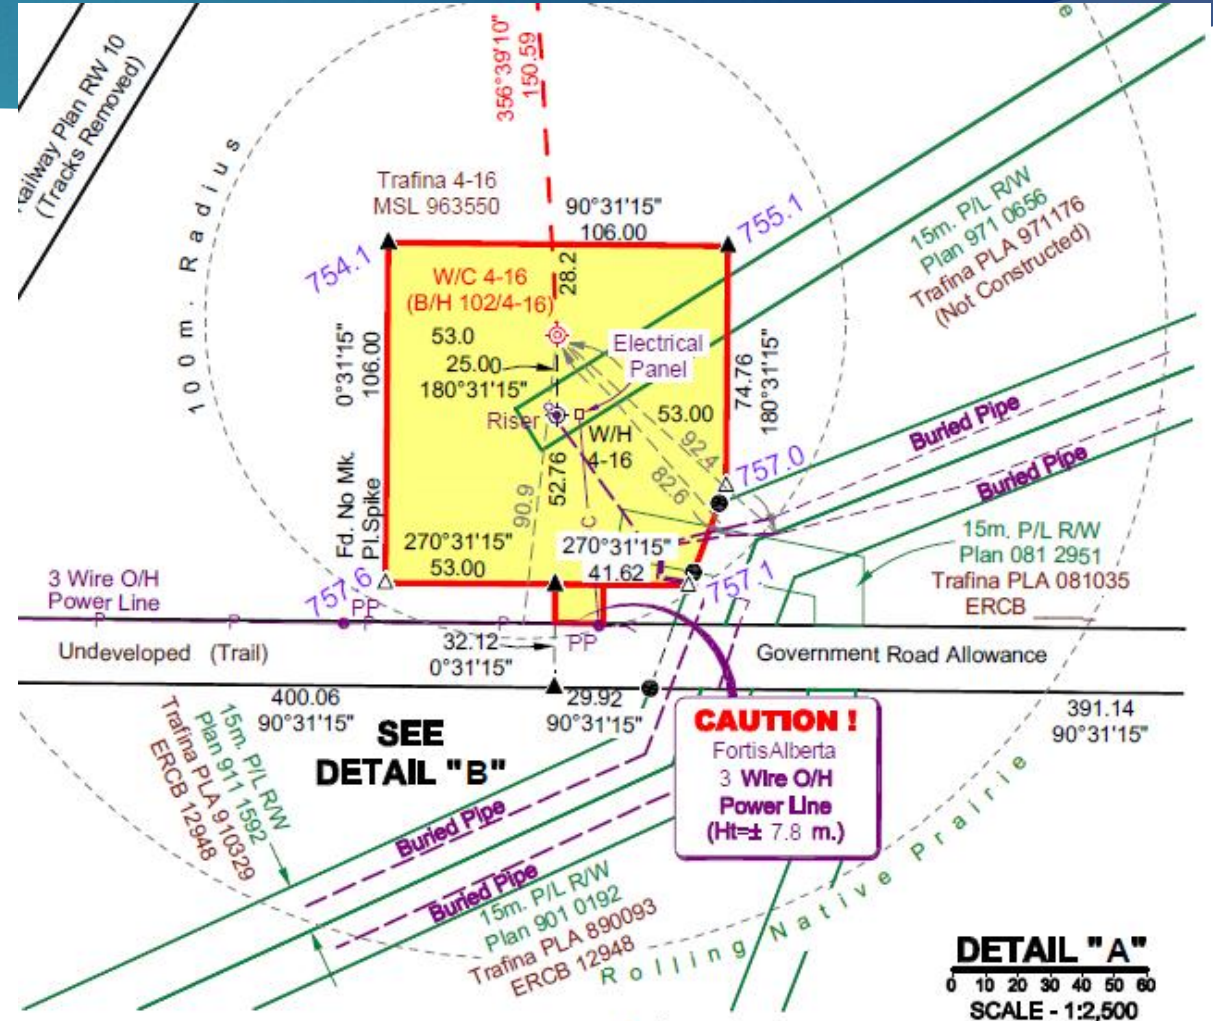 Railway Plan RW 10
(Tracks Removed)
356°39'10"
150.59
100m. Radius
Trafina 4-16
MSL 963550
90°31'15"
106.00
755.1
754.1
W/C 4-16
(B/H 102/4-16)
28.2
15m. P/L R/W
Plan 971 0656
Trafina PLA 971176
(Not Constructed)
0°31'15"
106.00
53.0
25.00
180°31'15"
Electrical
Panel
74.76
180°31'15"
Riser
W/H
4-16
53.00
92.4
82.6
90.9
52.76
757.0
Buried Pipe
Buried Pipe
Fd. No Mk.
Pl.Spike
C
270°31'15"
53.00
270°31'15"
41.62
757.1
757.6
15m. P/L R/W
Plan 081 2951
Trafina PLA 081035
ERCB
3 Wire O/H
Power Line
PP
P P P P
PP
Undeveloped (Trail)
32.12
0°31'15"
Government Road Allowance
400.06
90°31'15"
29.92
90°31'15"
391.14
90°31'15"
SEE
DETAIL "B"
CAUTION !
FortisAlberta
3 Wire O/H
Power Line
(Ht=± 7.8 m.)
15m. P/L R/W
Plan 911 1592
Trafina PLA 910329
ERCB 12948
Buried Pipe
Buried Pipe
15m. P/L R/W
Plan 901 0192
Trafina PLA 890093
ERCB 12948
Rolling Native Prairie
e
DETAIL "A"
0 10 20 30 40 50 60
SCALE - 1:2,500